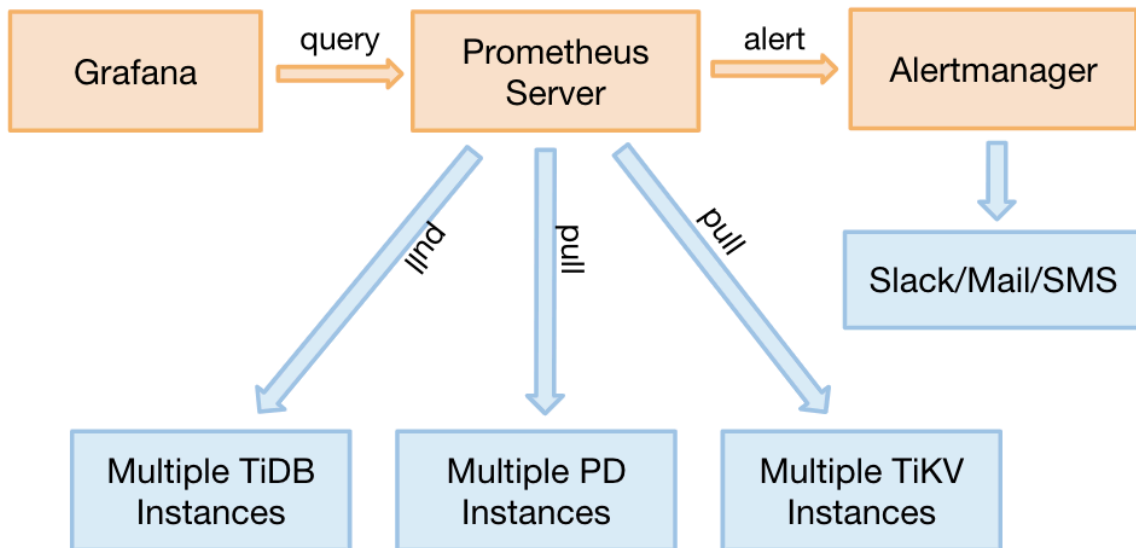 Grafana
query
Prometheus
Server
alert
Alertmanager
pull
pull
pull
Slack/Mail/SMS
Multiple TiDB
Instances
Multiple PD
Instances
Multiple TiKV
Instances